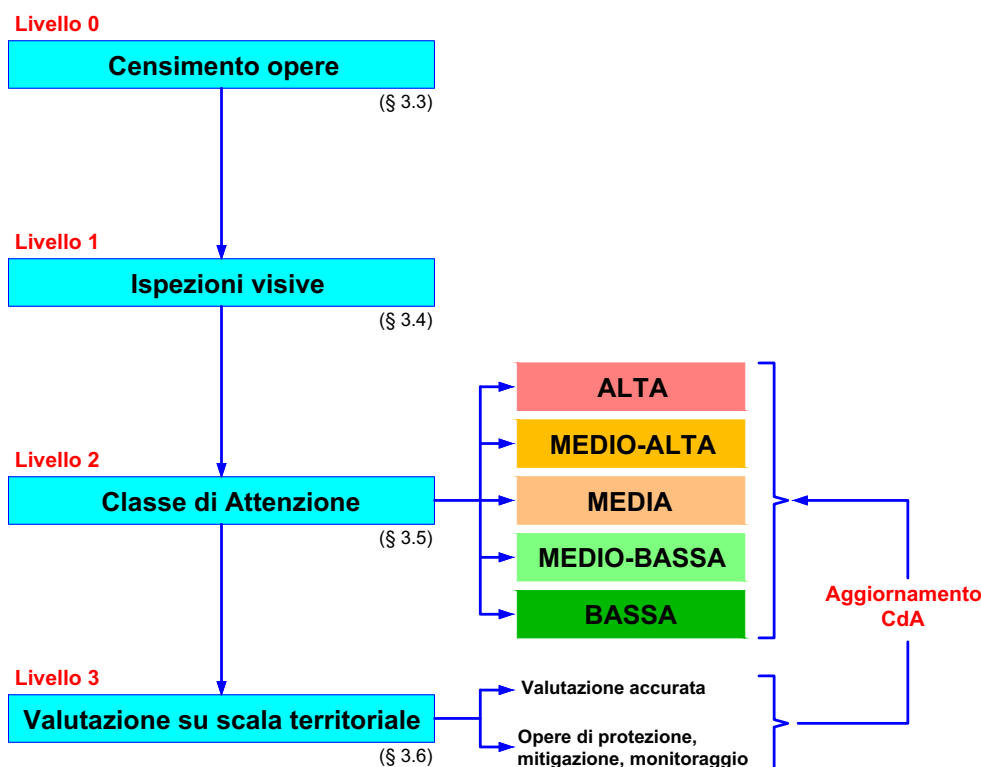 Livello 0
Censimento opere
(§ 3.3)
Livello 1
Ispezioni visive
(§ 3.4)
ALTA
MEDIO-ALTA
Livello 2
Classe di Attenzione
(§ 3.5)
MEDIA
MEDIO-BASSA
BASSA
Aggiornamento
CdA
Livello 3
Valutazione su scala territoriale
(§ 3.6)
Valutazione accurata
Opere di protezione,
mitigazione, monitoraggio